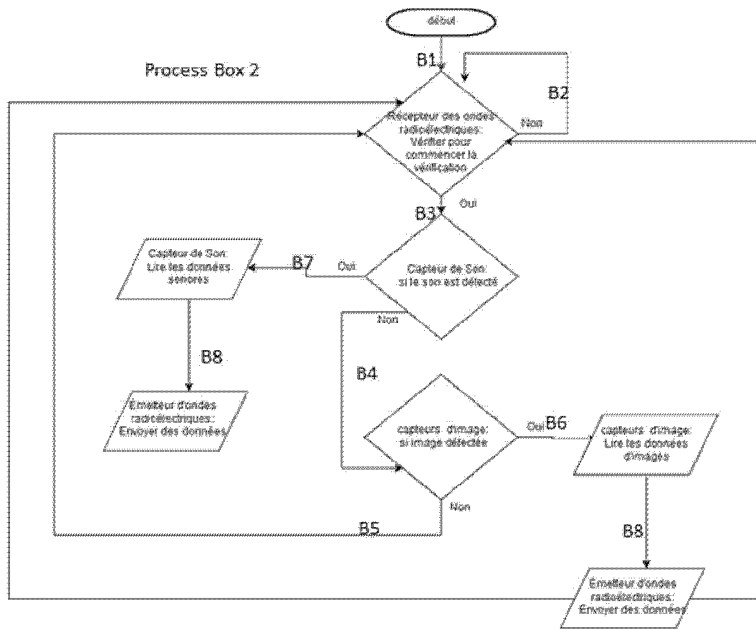 début
B1
Process Box 2
B2
Récepteur des ondes
radioélectriques:
Vérifier pour
commencer la
vérification
Non
Oui
B3
Capteur de Son:
Lire les données
sonores
B7
Oui
Capteur de Son:
si le son est détecté
Non
B8
B4
Émetteur d'ondes
radioélectriques:
Envoyer des données
capteurs d'image:
si image détectée
Oui
B6
capteurs d'image:
Lire les données
d'images
Non
B5
B8
Émetteur d'ondes
radioélectriques:
Envoyer des données